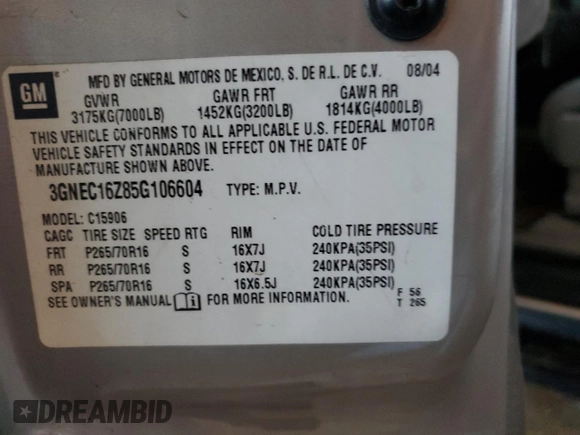 GM
MFD BY GENERAL MOTORS DE MEXICO, S. DE R.L. DE C.V. 08/04
GVWR GAWR FRT GAWR RR
3175KG(7000LB) 1452KG(3200LB) 1814KG(4000LB)
THIS VEHICLE CONFORMS TO ALL APPLICABLE U.S. FEDERAL MOTOR
VEHICLE SAFETY STANDARDS IN EFFECT ON THE DATE OF
MANUFACTURE SHOWN ABOVE.
3GNEC16Z85G106604 TYPE: M.P.V.
MODEL: C15906
CAGC TIRE SIZE SPEED RTG RIM COLD TIRE PRESSURE
FRT P265/70R16 S 16X7J 240KPA(35PSI)
RR P265/70R16 S 16X7J 240KPA(35PSI)
SPA P265/70R16 S 16X6.5J 240KPA(35PSI)
SEE OWNER'S MANUAL FOR MORE INFORMATION.
F 56
T 265
DREAMBID